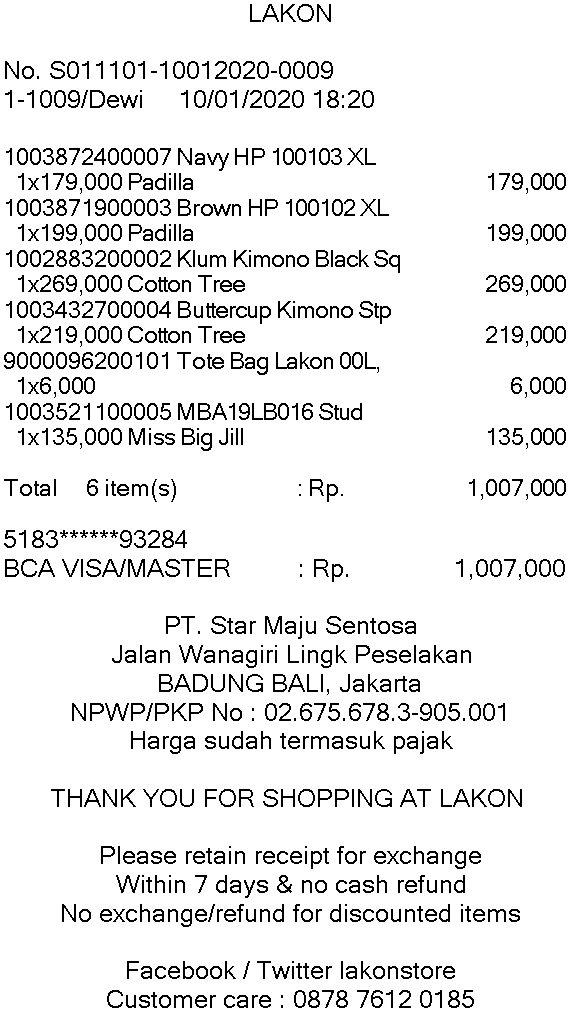 LAKON
No. S011101-10012020-0009
1-1009/Dewi 10/01/2020 18:20
1003872400007 Navy HP 100103 XL
1x179,000 Padilla 179,000
1003871900003 Brown HP 100102 XL
1x199,000 Padilla 199,000
1002883200002 Klum Kimono Black Sq
1x269,000 Cotton Tree 269,000
1003432700004 Buttercup Kimono Stp
1x219,000 Cotton Tree 219,000
9000096200101 Tote Bag Lakon 00L,
1x6,000 6,000
1003521100005 MBA19LB016 Stud
1x135,000 Miss Big Jill 135,000
Total 6 item(s) : Rp. 1,007,000
5183******93284
BCA VISA/MASTER : Rp. 1,007,000
PT. Star Maju Sentosa
Jalan Wanagiri Lingk Peselakan
BADUNG BALI, Jakarta
NPWP/PKP No : 02.675.678.3-905.001
Harga sudah termasuk pajak
THANK YOU FOR SHOPPING AT LAKON
Please retain receipt for exchange
Within 7 days & no cash refund
No exchange/refund for discounted items
Facebook / Twitter lakonstore
Customer care : 0878 7612 0185